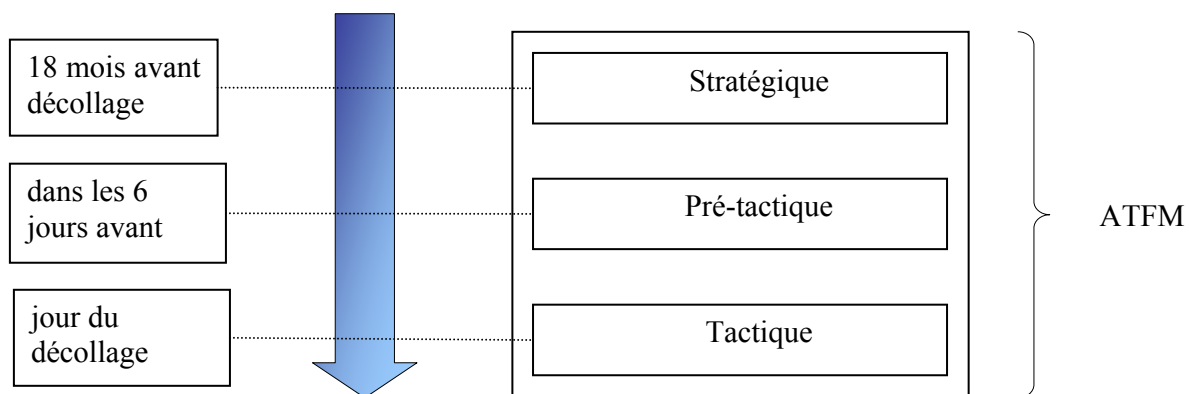 18 mois avant
décollage
Stratégique
dans les 6
jours avant
Pré-tactique
ATFM
jour du
décollage
Tactique